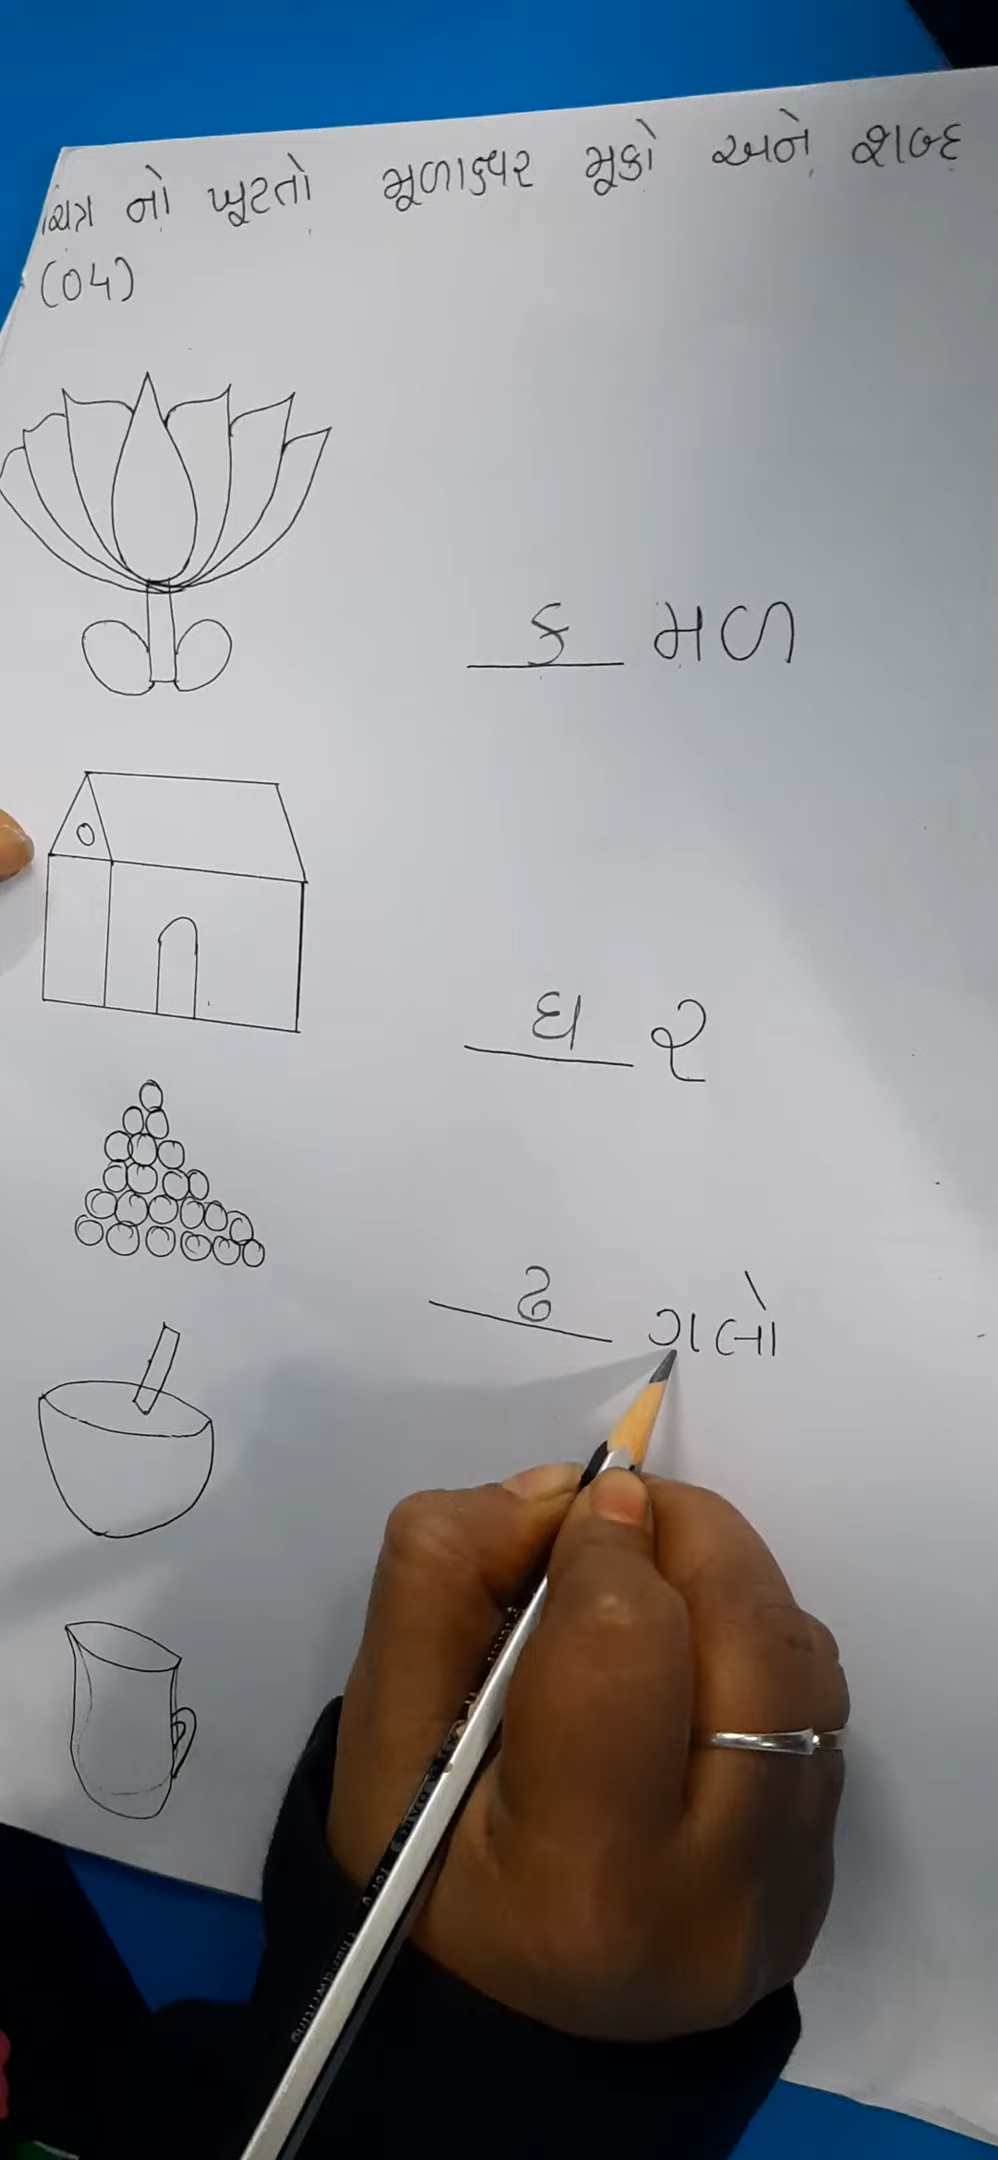 ચિત્ર નો ખૂટતો મૂળાક્ષર મૂકો અને શબ્દ
(04)
ક મળ
ઘ ર
ઢ ગલો